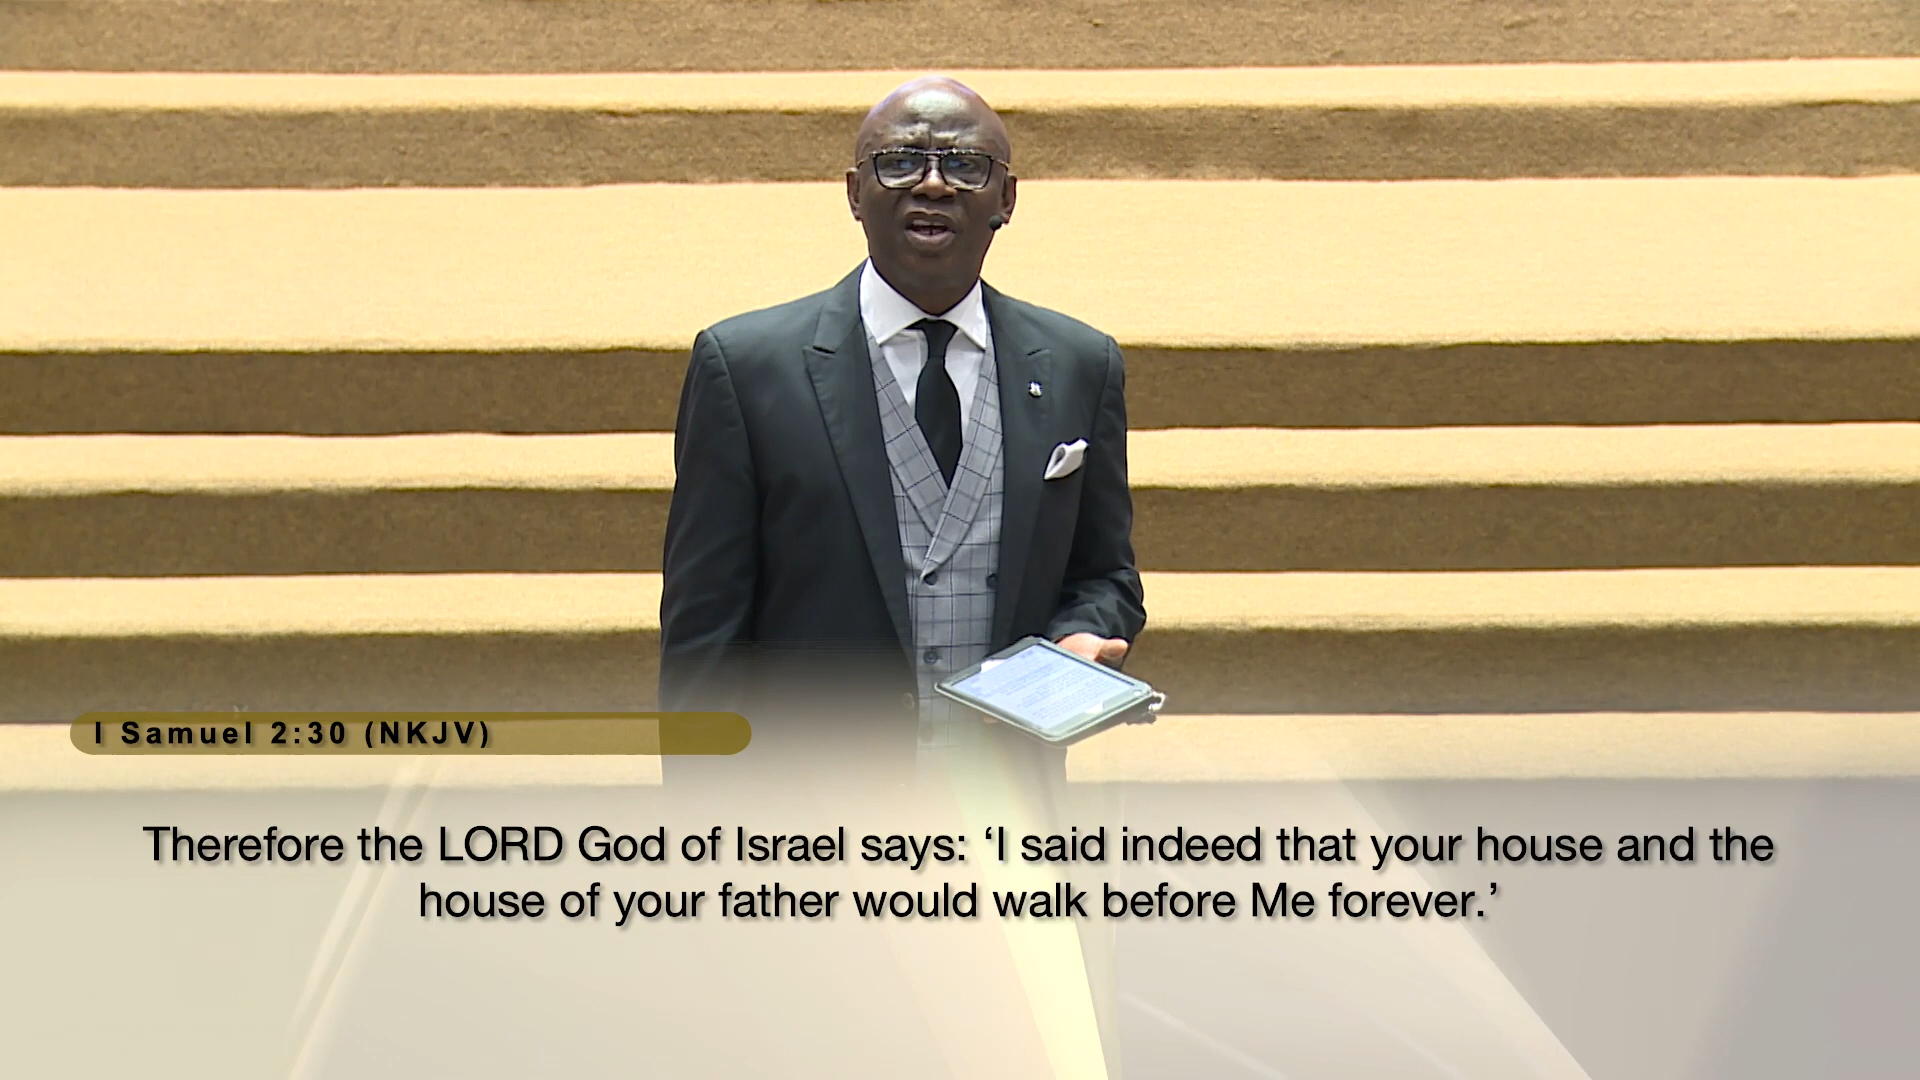 I Samuel 2:30 (NKJV)
Therefore the LORD God of Israel says: ‘I said indeed that your house and the
house of your father would walk before Me forever.’